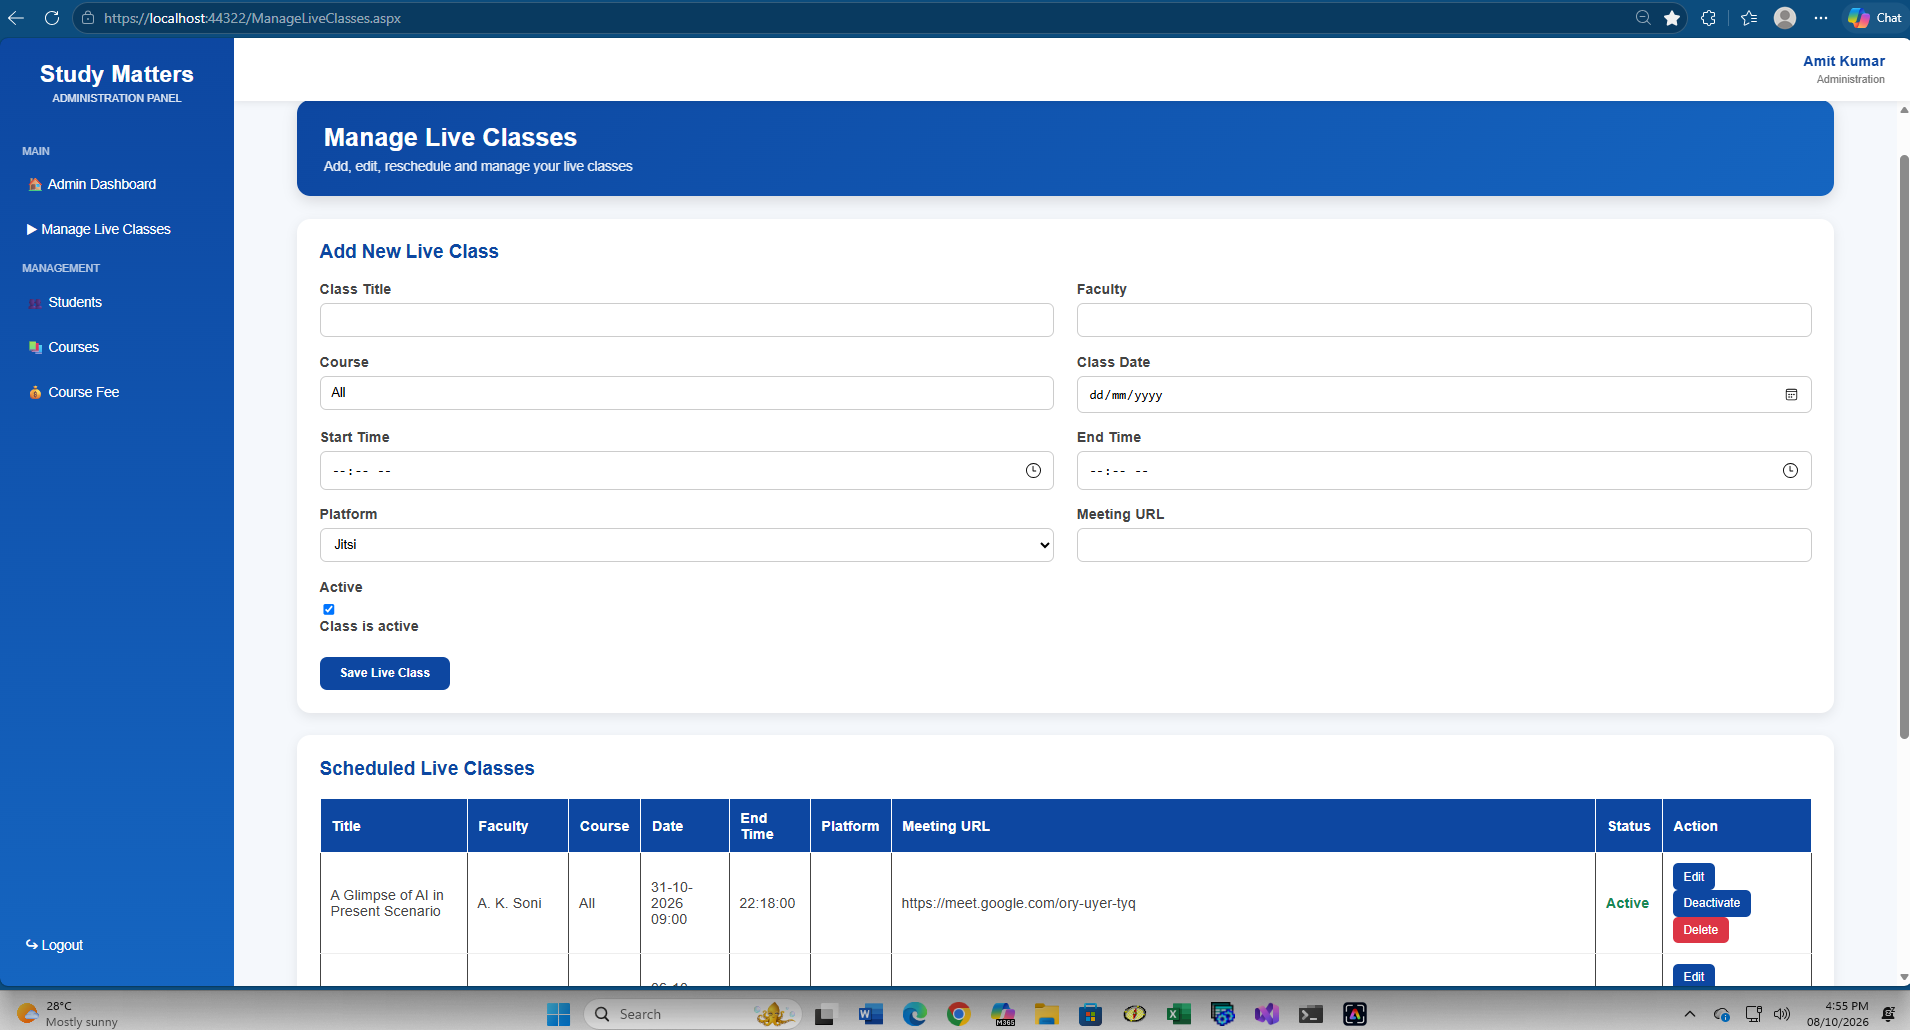 https://localhost:44322/ManageLiveClasses.aspx
Chat
Study Matters
ADMINISTRATION PANEL
MAIN
Admin Dashboard
Manage Live Classes
MANAGEMENT
Students
Courses
Course Fee
Logout
Amit Kumar
Administration
Manage Live Classes
Add, edit, reschedule and manage your live classes
Add New Live Class
Class Title
Faculty
Course
Class Date
All
dd/mm/yyyy
Start Time
End Time
--:-- --
--:-- --
Platform
Meeting URL
Jitsi
Active
Class is active
Save Live Class
Scheduled Live Classes
Title
Faculty
Course
Date
End
Time
Platform
Meeting URL
Status
Action
A Glimpse of AI in
Present Scenario
A. K. Soni
All
31-10-
2026
09:00
22:18:00
https://meet.google.com/ory-uyer-tyq
Active
Edit
Deactivate
Delete
Edit
28°C
Mostly sunny
Search
M365
4:55 PM
08/10/2026